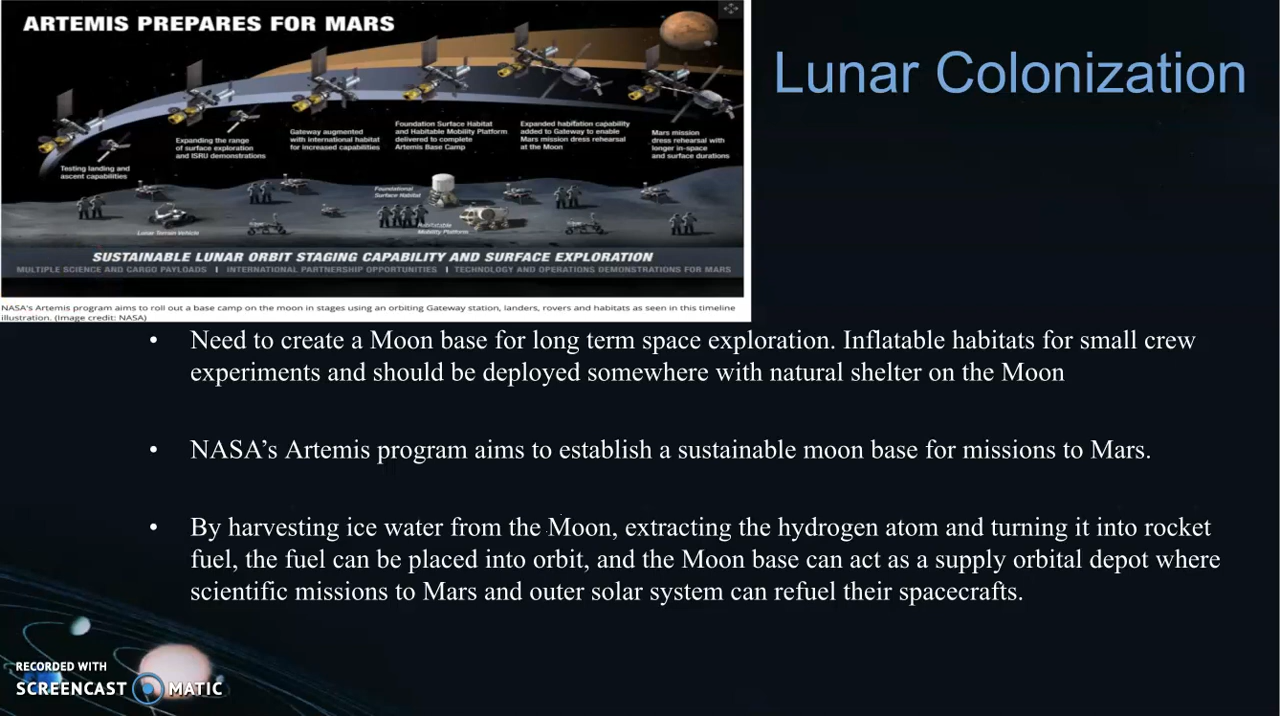 ARTEMIS PREPARES FOR MARS
Lunar Colonization
Testing landing and
ascent capabilities
Expanding the range
of surface exploration
and ISRU demonstrations
Gateway augmented
with international habitat
for increased capabilities
Foundation Surface Habitat
and Habitable Mobility Platform
delivered to complete
Artemis Base Camp
Expanded habitation capability
added to Gateway to enable
Mars mission dress rehearsal
at the Moon
Mars mission
dress rehearsal with
longer in-space
and surface durations
Lunar Terrain Vehicle
Foundational
Surface Habitat
Habitable
Mobility Platform
SUSTAINABLE LUNAR ORBIT STAGING CAPABILITY AND SURFACE EXPLORATION
MULTIPLE SCIENCE AND CARGO PAYLOADS | INTERNATIONAL PARTNERSHIP OPPORTUNITIES | TECHNOLOGY AND OPERATIONS DEMONSTRATIONS FOR MARS
NASA's Artemis program aims to roll out a base camp on the moon in stages using an orbiting Gateway station, landers, rovers and habitats as seen in this timeline
illustration. (Image credit: NASA)
• Need to create a Moon base for long term space exploration. Inflatable habitats for small crew
experiments and should be deployed somewhere with natural shelter on the Moon
• NASA’s Artemis program aims to establish a sustainable moon base for missions to Mars.
• By harvesting ice water from the Moon, extracting the hydrogen atom and turning it into rocket
fuel, the fuel can be placed into orbit, and the Moon base can act as a supply orbital depot where
scientific missions to Mars and outer solar system can refuel their spacecrafts.
RECORDED WITH
SCREENCAST MATIC